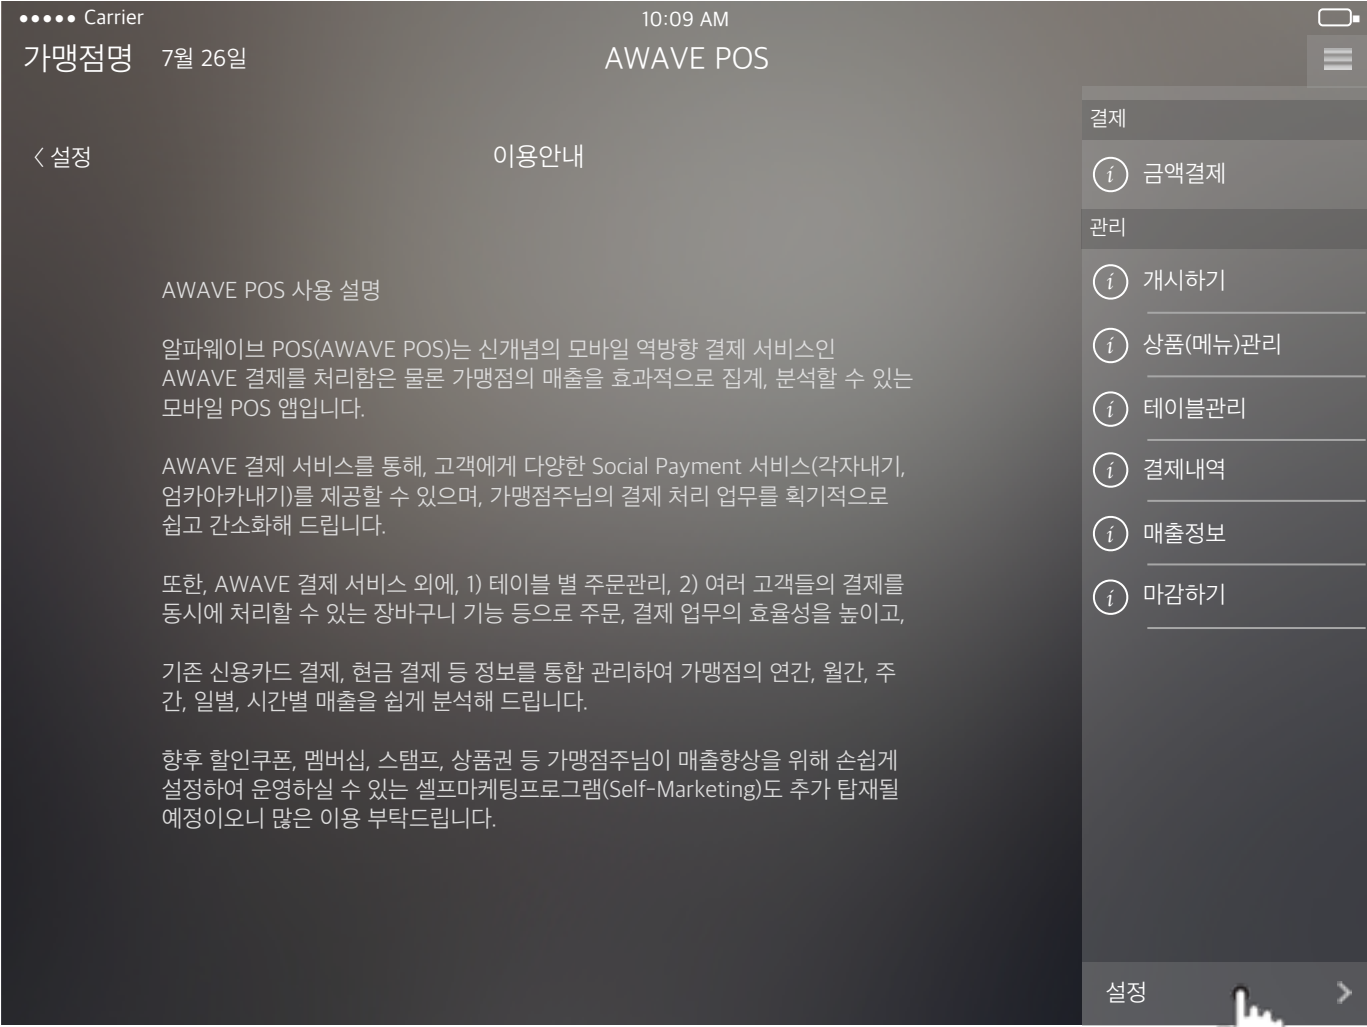 Carrier
10:09 AM
가맹점명 7월 26일
AWAVE POS
〈 설정
이용안내
AWAVE POS 사용 설명
알파웨이브 POS(AWAVE POS)는 신개념의 모바일 역방향 결제 서비스인
AWAVE 결제를 처리함은 물론 가맹점의 매출을 효과적으로 집계, 분석할 수 있는
모바일 POS 앱입니다.
AWAVE 결제 서비스를 통해, 고객에게 다양한 Social Payment 서비스(각자내기,
엄카아카내기)를 제공할 수 있으며, 가맹점주님의 결제 처리 업무를 획기적으로
쉽고 간소화해 드립니다.
또한, AWAVE 결제 서비스 외에, 1) 테이블 별 주문관리, 2) 여러 고객들의 결제를
동시에 처리할 수 있는 장바구니 기능 등으로 주문, 결제 업무의 효율성을 높이고,
기존 신용카드 결제, 현금 결제 등 정보를 통합 관리하여 가맹점의 연간, 월간, 주
간, 일별, 시간별 매출을 쉽게 분석해 드립니다.
향후 할인쿠폰, 멤버십, 스탬프, 상품권 등 가맹점주님이 매출향상을 위해 손쉽게
설정하여 운영하실 수 있는 셀프마케팅프로그램(Self-Marketing)도 추가 탑재될
예정이오니 많은 이용 부탁드립니다.
결제
i 금액결제
관리
i 개시하기
i 상품(메뉴)관리
i 테이블관리
i 결제내역
i 매출정보
i 마감하기
설정